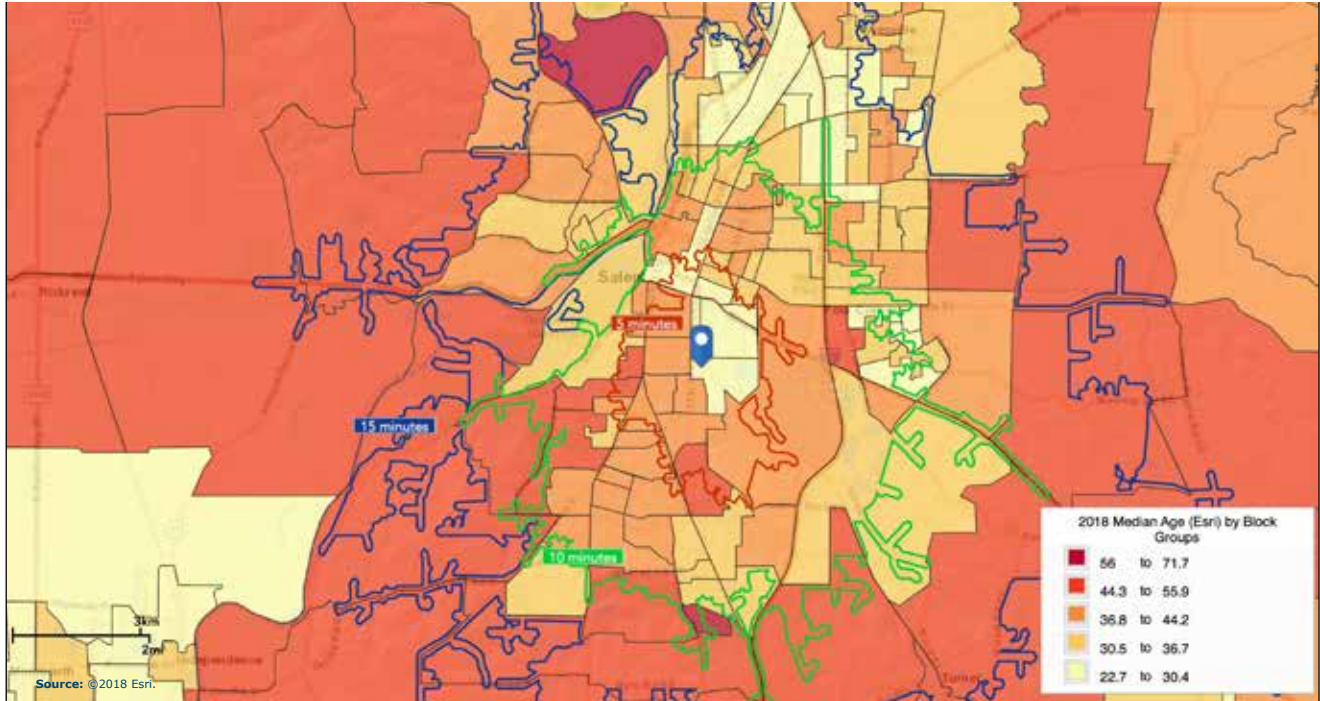 Salem
5 minutes
15 minutes
10 minutes
3km
2mi
Independence
Turner
Source: ©2018 Esri.
2018 Median Age (Esri) by Block
Groups
56 to 71.7
44.3 to 55.9
36.8 to 44.2
30.5 to 36.7
22.7 to 30.4